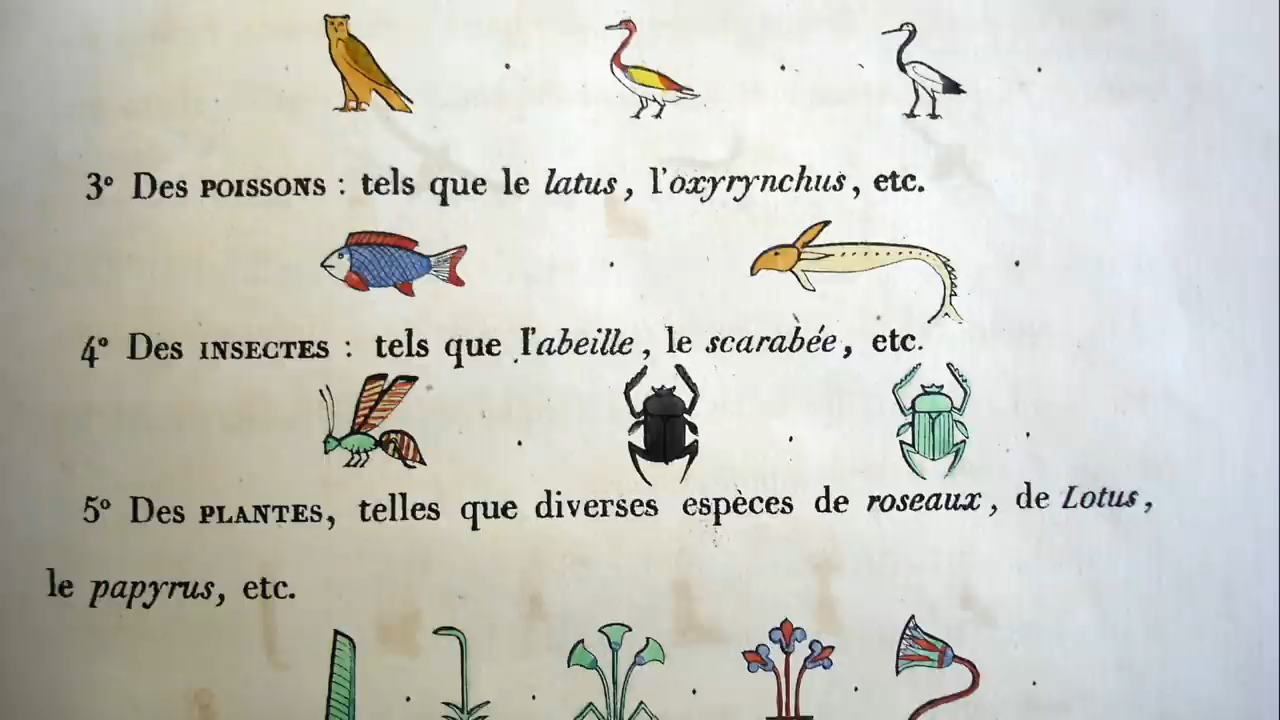 3° Des POISSONS : tels que le latus, l'oxyrynchus, etc.
4° Des INSECTES : tels que l'abeille, le scarabée, etc.
5° Des PLANTES, telles que diverses espèces de roseaux, de Lotus,
le papyrus, etc.